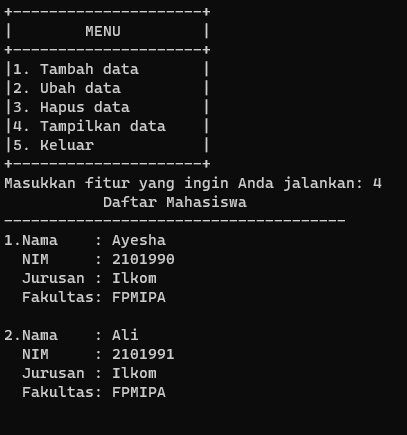 +---------------------+
|        MENU         |
+---------------------+
|1. Tambah data       |
|2. Ubah data         |
|3. Hapus data        |
|4. Tampilkan data    |
|5. Keluar            |
+---------------------+
Masukkan fitur yang ingin Anda jalankan: 4
           Daftar Mahasiswa
--------------------------------------
1.Nama    : Ayesha
  NIM     : 2101990
  Jurusan : Ilkom
  Fakultas: FPMIPA

2.Nama    : Ali
  NIM     : 2101991
  Jurusan : Ilkom
  Fakultas: FPMIPA